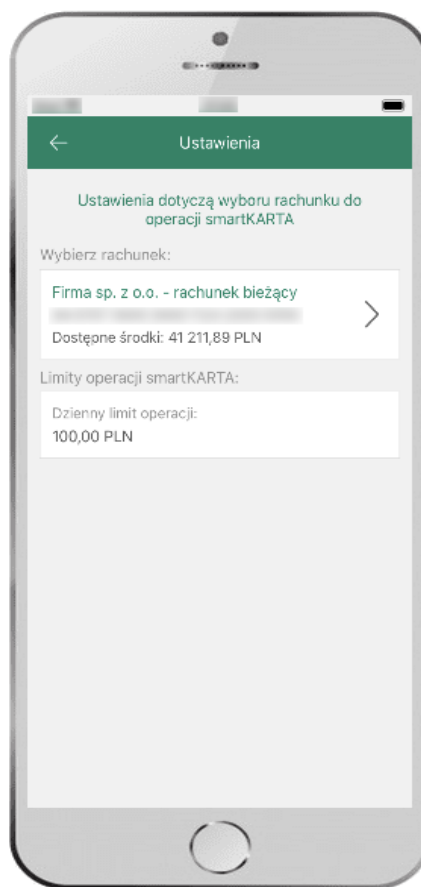 Ustawienia
Ustawienia dotyczą wyboru rachunku do
operacji smartKARTA
Wybierz rachunek:
Firma sp. z o.o. - rachunek bieżący
Dostępne środki: 41 211,89 PLN
Limity operacji smartKARTA:
Dzienny limit operacji:
100,00 PLN